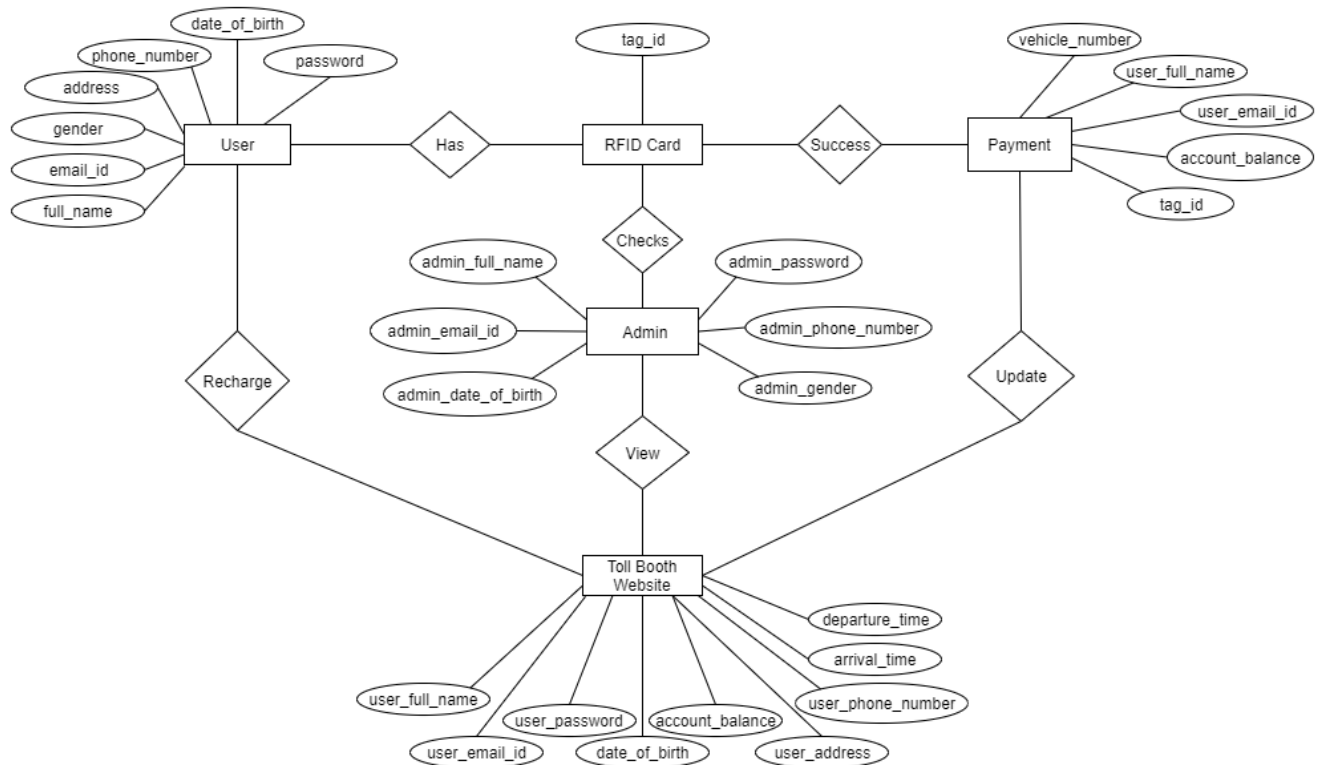 date_of_birth
phone_number
password
address
gender
email_id
full_name
User
Has
tag_id
RFID Card
Success
vehicle_number
user_full_name
user_email_id
account_balance
tag_id
Payment
Checks
admin_full_name
admin_password
admin_email_id
Admin
admin_phone_number
admin_date_of_birth
admin_gender
Recharge
View
Update
Toll Booth
Website
departure_time
arrival_time
user_full_name
user_phone_number
user_password
account_balance
user_email_id
date_of_birth
user_address